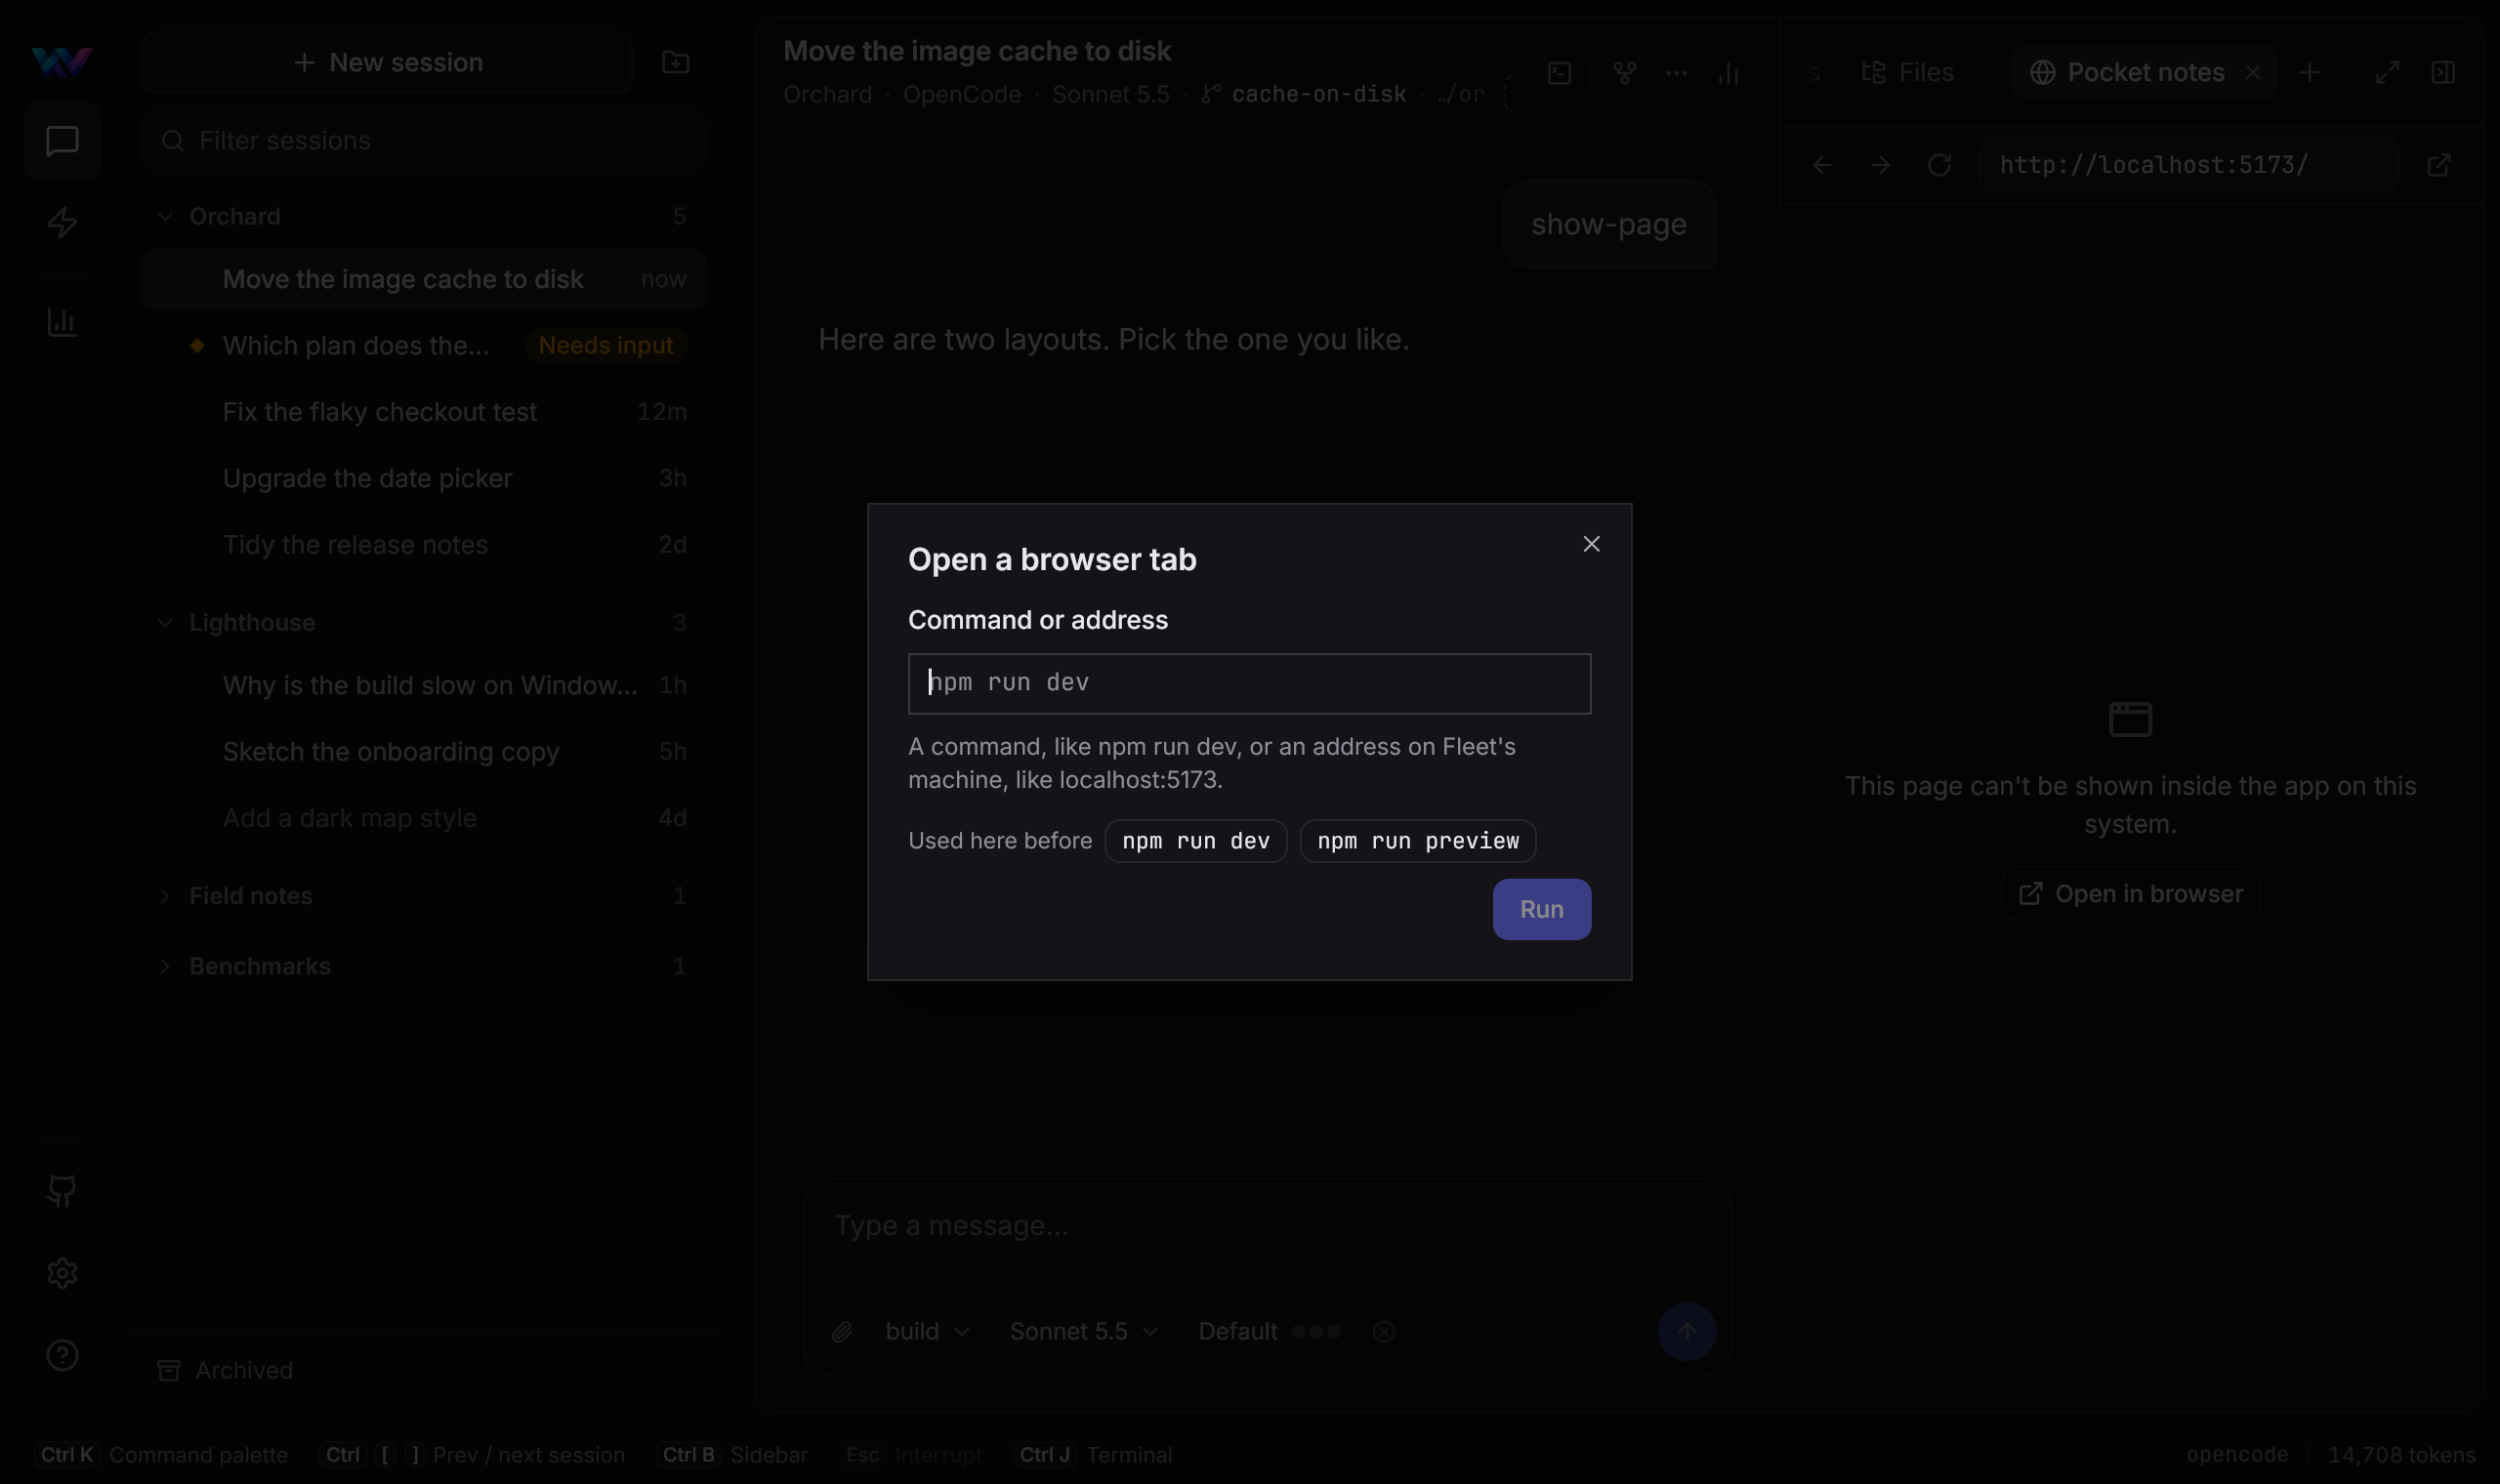 New session
Filter sessions
Orchard 5
Move the image cache to disk now
Which plan does the... Needs input
Fix the flaky checkout test 12m
Upgrade the date picker 3h
Tidy the release notes 2d
Lighthouse 3
Why is the build slow on Window... 1h
Sketch the onboarding copy 5h
Add a dark map style 4d
Field notes 1
Benchmarks 1
Archived
Move the image cache to disk
Orchard · OpenCode · Sonnet 5.5 · cache-on-disk · …/or
show-page
Here are two layouts. Pick the one you like.
s Files Pocket notes
http://localhost:5173/
This page can't be shown inside the app on this
system.
Open in browser
Open a browser tab
Command or address
npm run dev
A command, like npm run dev, or an address on Fleet's
machine, like localhost:5173.
Used here before npm run dev npm run preview
Run
Type a message...
build Sonnet 5.5 Default
Ctrl K Command palette Ctrl [ ] Prev / next session Ctrl B Sidebar Esc Interrupt Ctrl J Terminal
opencode 14,708 tokens